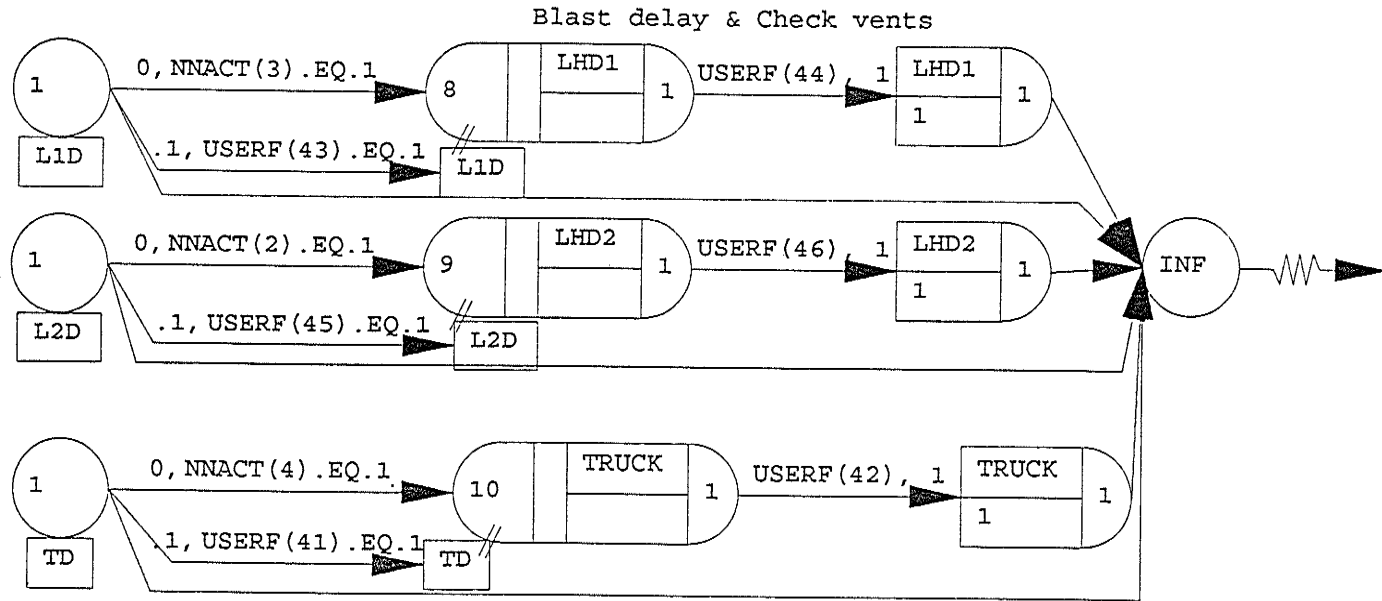 Blast delay & Check vents
1
0,NNACT(3).EQ.1
8
LHD1
1
USERF(44), 1
LHD1
1
1
L1D
.1,USERF(43).EQ.1
L1D
1
0,NNACT(2).EQ.1
9
LHD2
1
USERF(46), 1
LHD2
1
1
INF
L2D
.1,USERF(45).EQ.1
L2D
1
0,NNACT(4).EQ.1
10
TRUCK
1
USERF(42), 1
TRUCK
1
1
TD
.1,USERF(41).EQ.1
TD